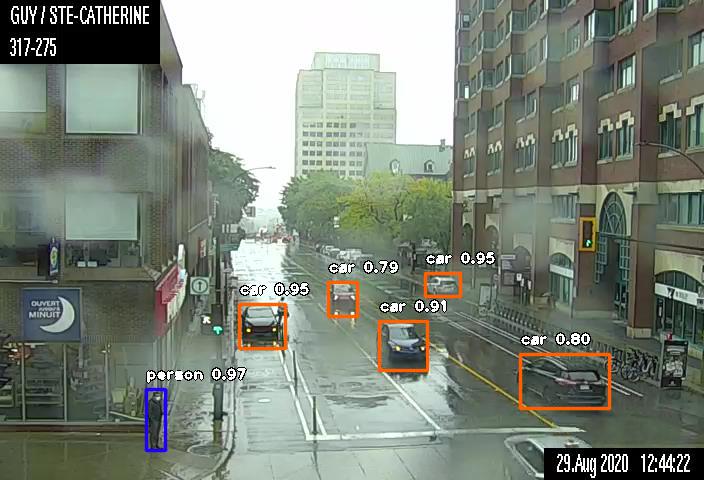 GUY / STE-CATHERINE
317-275
car 0.79
car 0.95
car 0.95
car 0.91
OUVERT
JUSQU'À
MINUIT
car 0.80
person 0.97
29.Aug 2020 12:44:22